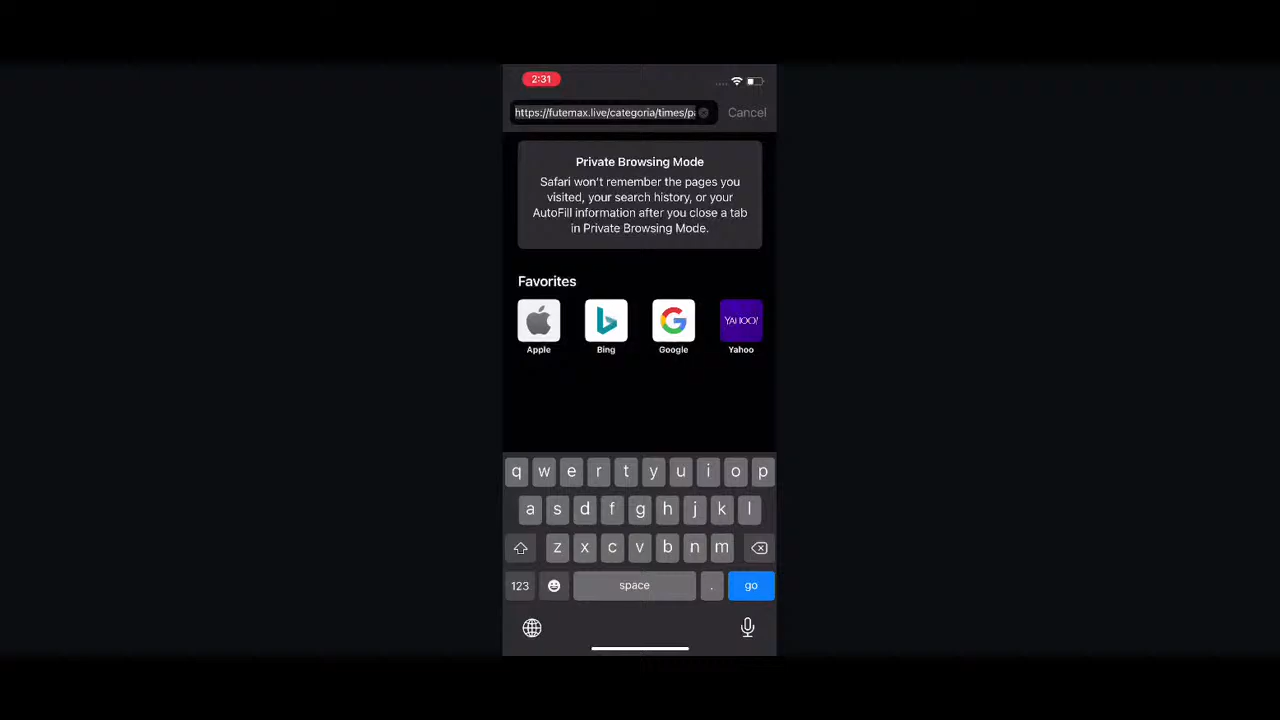 2:31
https://futemax.live/categoria/times/pa
Cancel
Private Browsing Mode
Safari won't remember the pages you
visited, your search history, or your
AutoFill information after you close a tab
in Private Browsing Mode.
Favorites
YAHOO!
Apple Bing Google Yahoo
q w e r t y u i o p
a s d f g h j k l
z x c v b n m
123 space . go